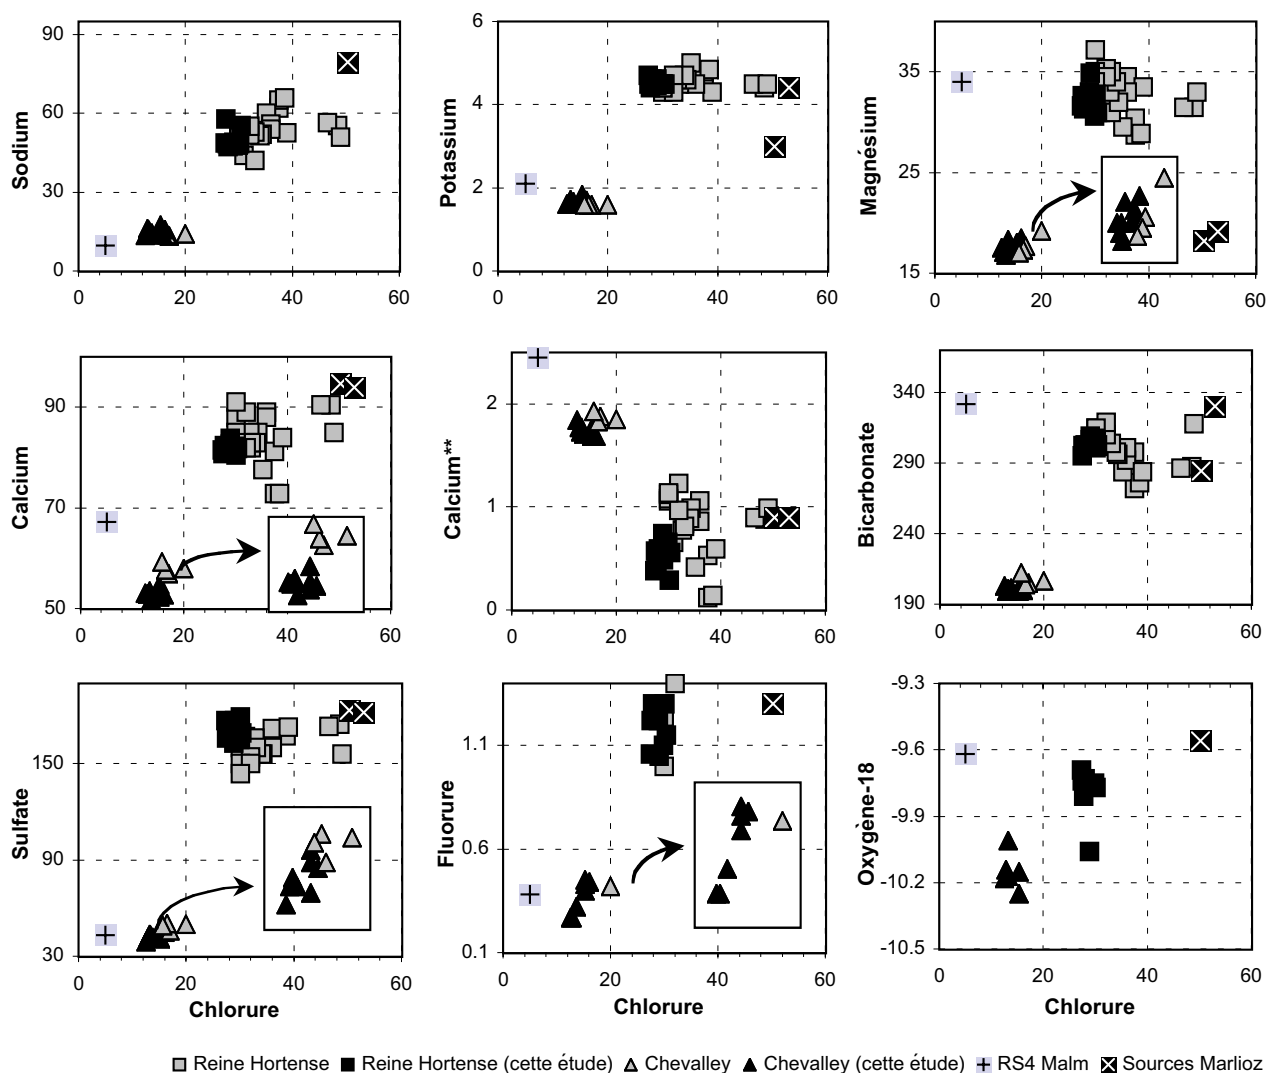 Sodium
90
60
30
0
0 20 40 60
Potassium
6
4
2
0
0 20 40 60
Magnésium
35
25
15
0 20 40 60
Calcium
90
70
50
0 20 40 60
Calcium**
2
1
0
0 20 40 60
Bicarbonate
340
290
240
190
0 20 40 60
Sulfate
150
90
30
0 20 40 60
Chlorure
Fluorure
1.1
0.6
0.1
0 20 40 60
Chlorure
Oxygène-18
-9.3
-9.6
-9.9
-10.2
-10.5
0 20 40 60
Chlorure
Reine Hortense Reine Hortense (cette étude) Chevalley Chevalley (cette étude) RS4 Malm Sources Marlioz